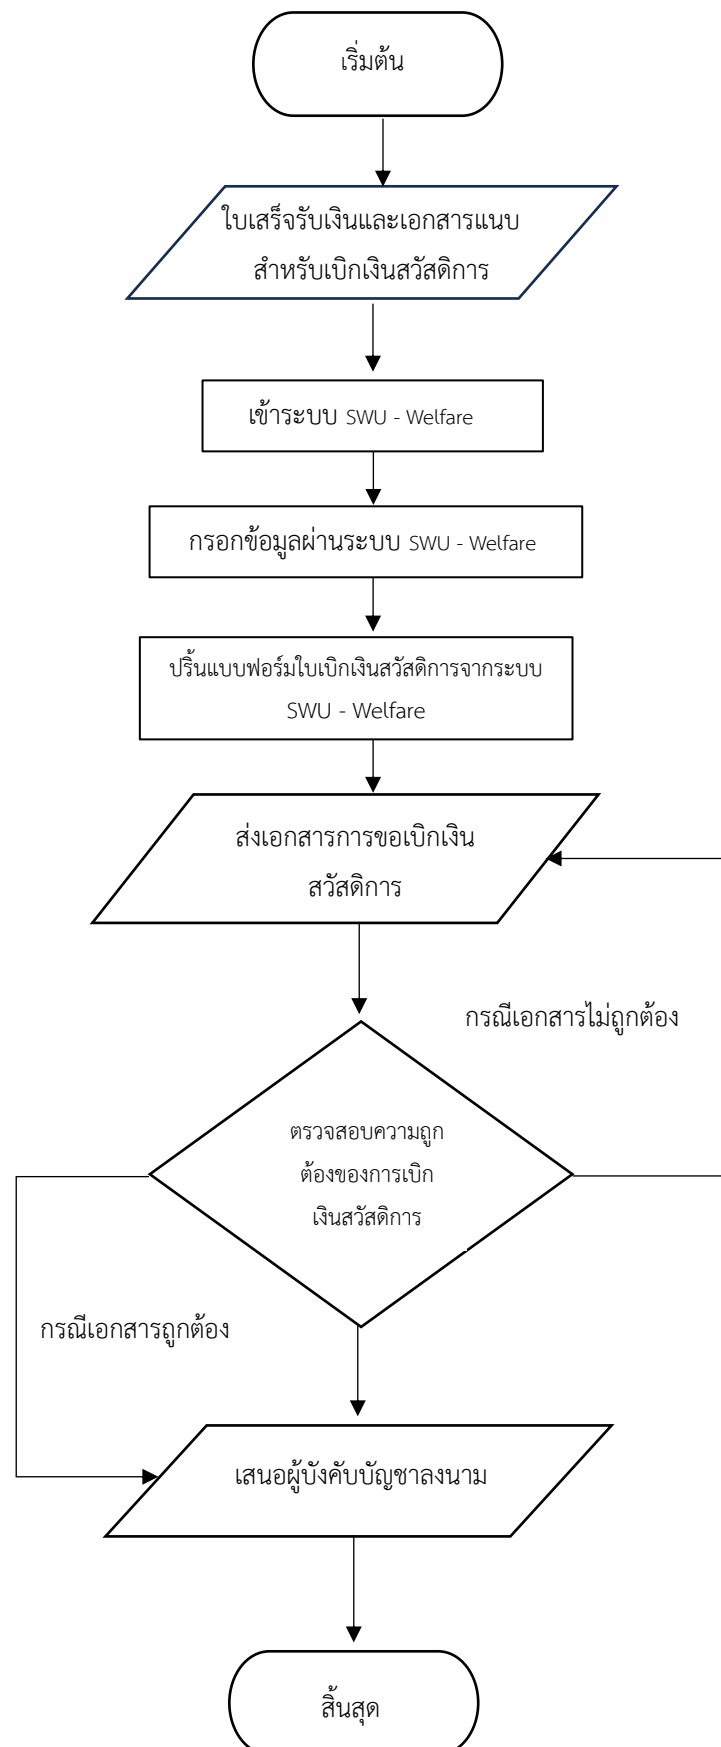 เริ่มต้น
ใบเสร็จรับเงินและเอกสารแนบ
สำหรับเบิกเงินสวัสดิการ
เข้าระบบ SWU - Welfare
กรอกข้อมูลผ่านระบบ SWU - Welfare
ปริ้นแบบฟอร์มใบเบิกเงินสวัสดิการจากระบบ
SWU - Welfare
ส่งเอกสารการขอเบิกเงิน
สวัสดิการ
กรณีเอกสารไม่ถูกต้อง
ตรวจสอบความถูก
ต้องของการเบิก
เงินสวัสดิการ
กรณีเอกสารถูกต้อง
เสนอผู้บังคับบัญชาลงนาม
สิ้นสุด